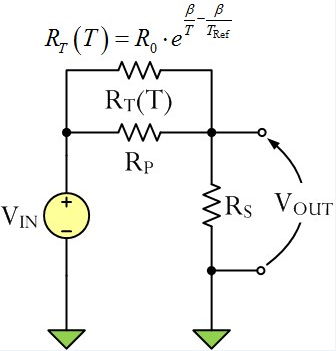 R_T (T) = R_0 · e^{β/T − β/T_Ref}
R_T(T)
R_P
V_IN
+
−
R_S
V_OUT